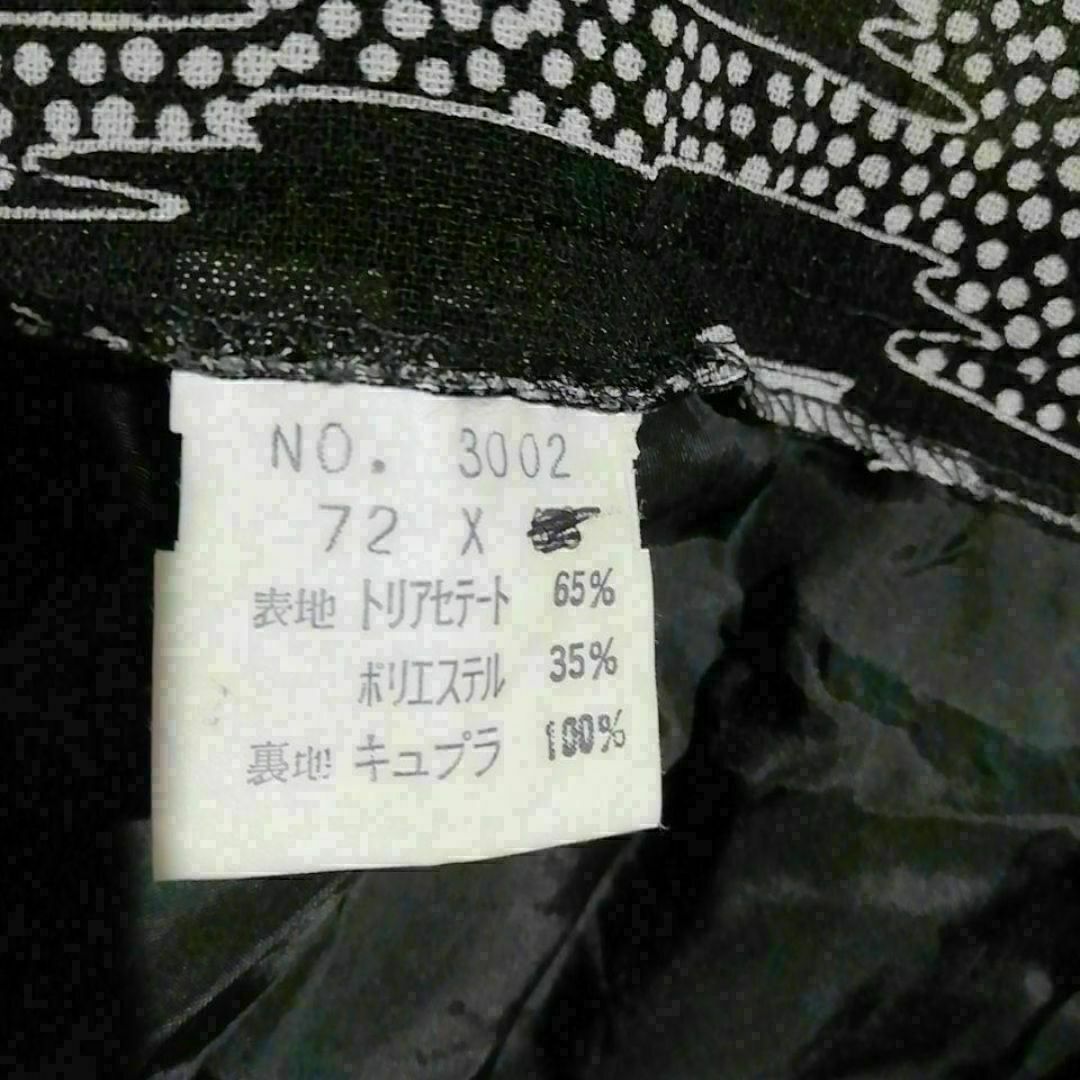 NO. 3002
72 X
表地 トリアセテート 65%
ポリエステル 35%
裏地 キュプラ 100%